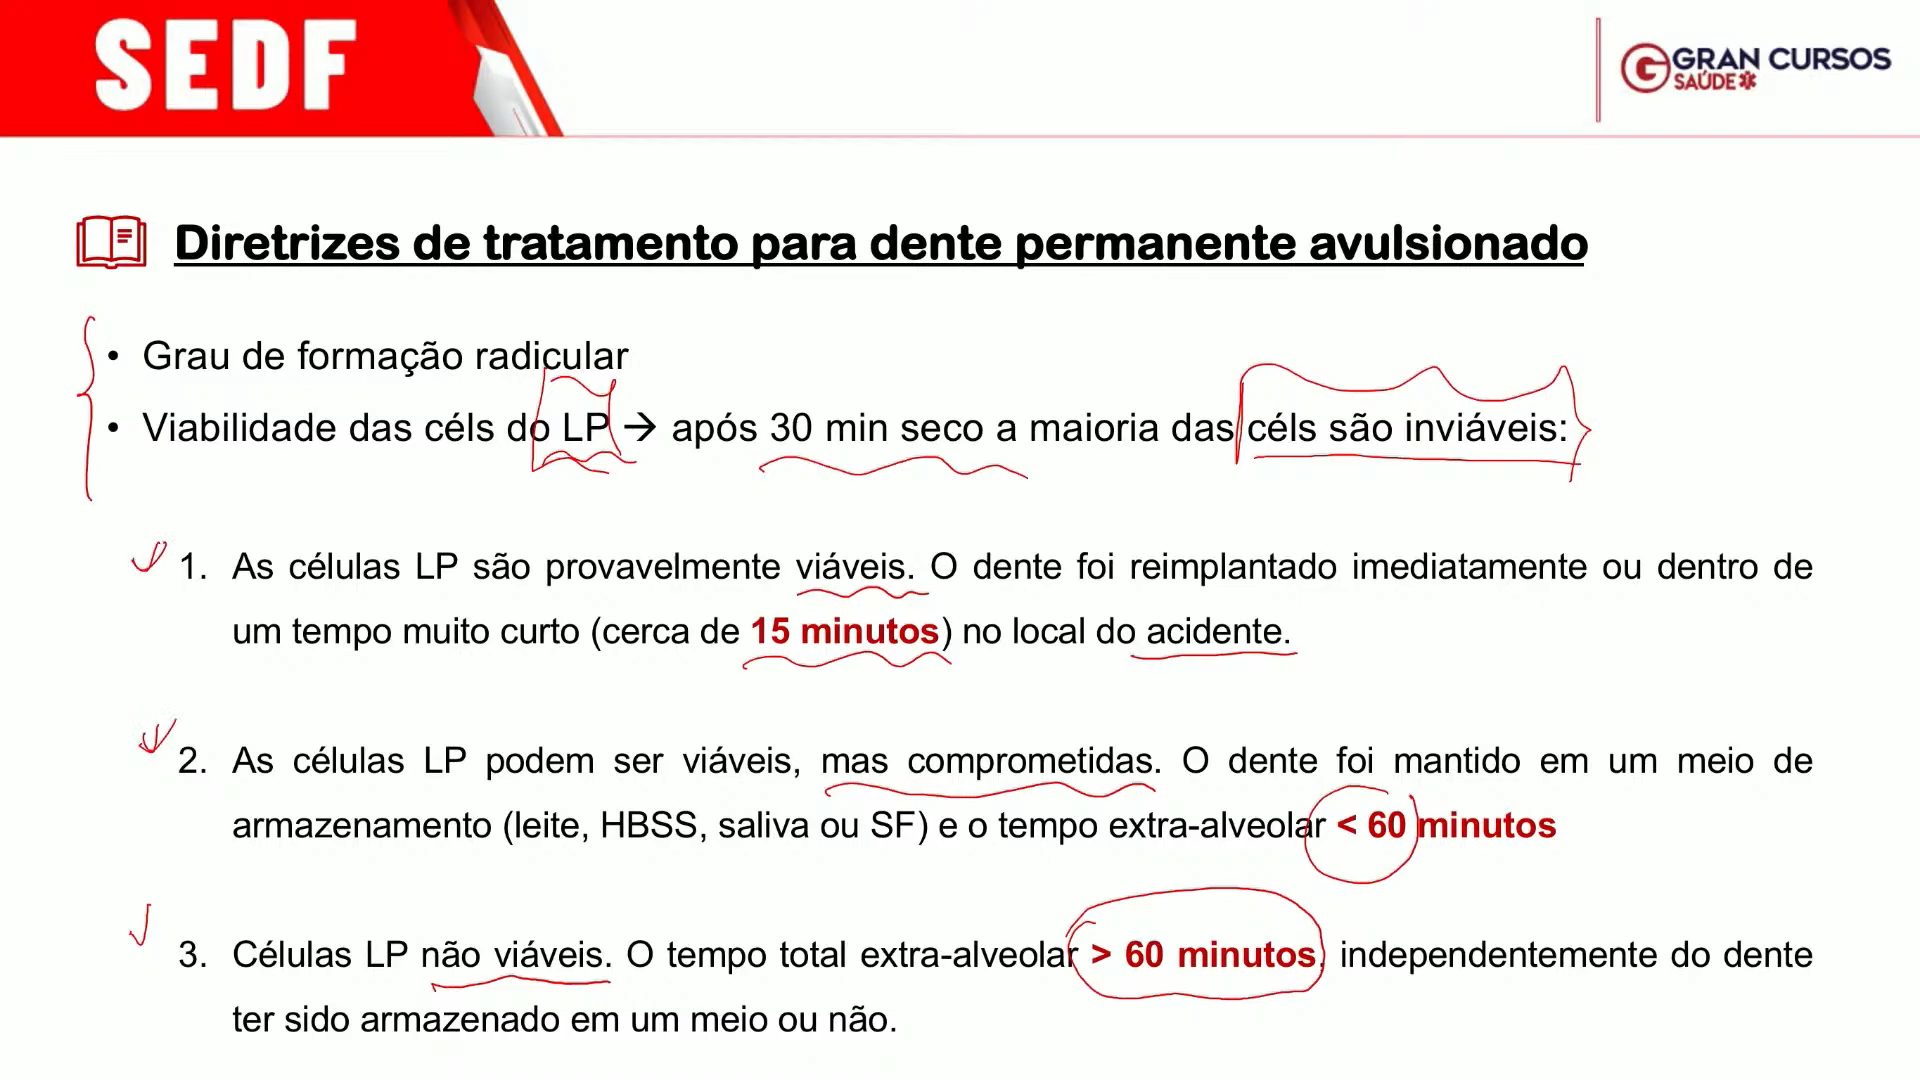 SEDF
GRAN CURSOS
SAÚDE
Diretrizes de tratamento para dente permanente avulsionado
• Grau de formação radicular
• Viabilidade das céls do LP → após 30 min seco a maioria das céls são inviáveis:
1. As células LP são provavelmente viáveis. O dente foi reimplantado imediatamente ou dentro de
um tempo muito curto (cerca de 15 minutos) no local do acidente.
2. As células LP podem ser viáveis, mas comprometidas. O dente foi mantido em um meio de
armazenamento (leite, HBSS, saliva ou SF) e o tempo extra-alveolar < 60 minutos
3. Células LP não viáveis. O tempo total extra-alveolar > 60 minutos, independentemente do dente
ter sido armazenado em um meio ou não.